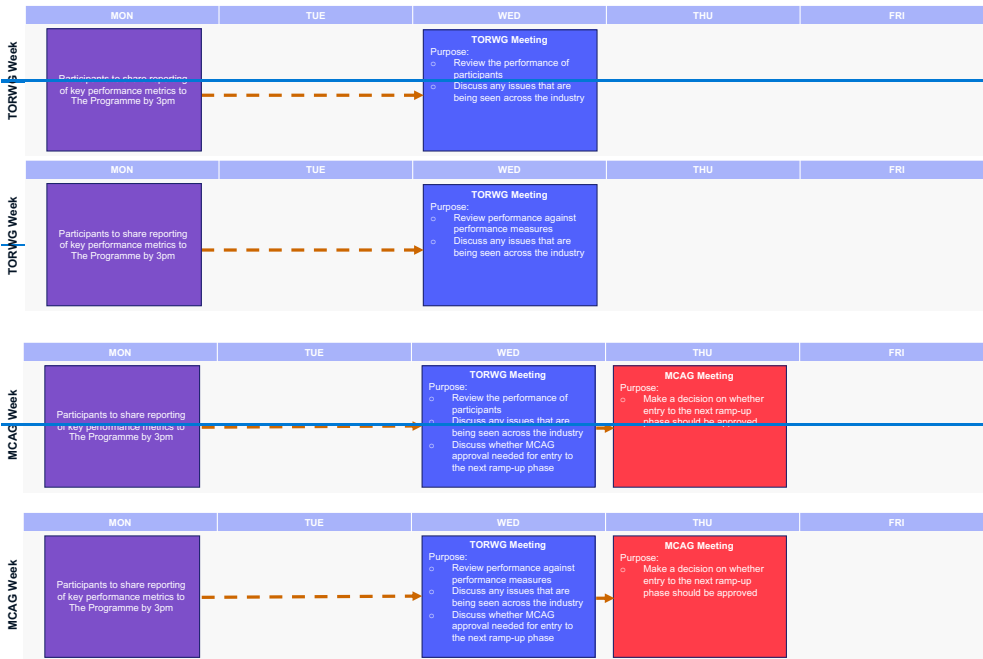 MON TUE WED THU FRI
TORWG Week
Participants to share reporting
of key performance metrics to
The Programme by 3pm
TORWG Meeting
Purpose:
o Review the performance of
participants
o Discuss any issues that are
being seen across the industry
MON TUE WED THU FRI
TORWG Week
Participants to share reporting
of key performance metrics to
The Programme by 3pm
TORWG Meeting
Purpose:
o Review performance against
performance measures
o Discuss any issues that are
being seen across the industry
MON TUE WED THU FRI
MCAG Week
Participants to share reporting
of key performance metrics to
The Programme by 3pm
TORWG Meeting
Purpose:
o Review the performance of
participants
o Discuss any issues that are
being seen across the industry
o Discuss whether MCAG
approval needed for entry to
the next ramp-up phase
MCAG Meeting
Purpose:
o Make a decision on whether
entry to the next ramp-up
phase should be approved
MON TUE WED THU FRI
MCAG Week
Participants to share reporting
of key performance metrics to
The Programme by 3pm
TORWG Meeting
Purpose:
o Review performance against
performance measures
o Discuss any issues that are
being seen across the industry
o Discuss whether MCAG
approval needed for entry to
the next ramp-up phase
MCAG Meeting
Purpose:
o Make a decision on whether
entry to the next ramp-up
phase should be approved